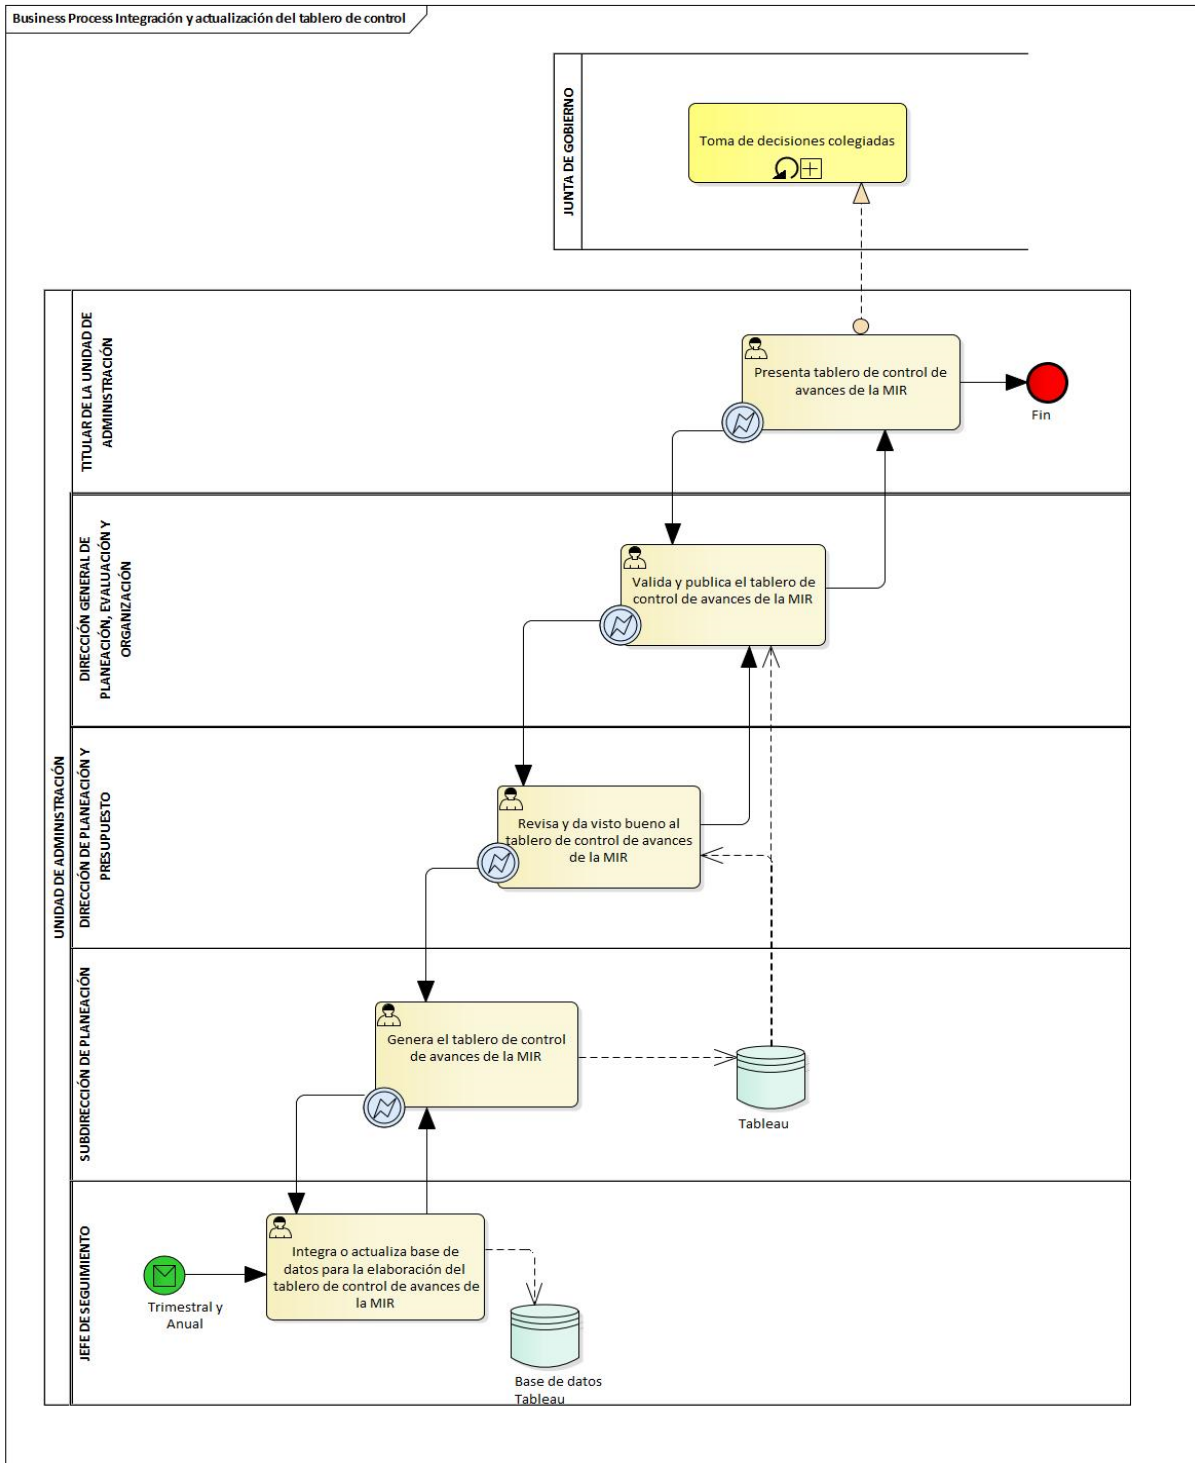 Business Process Integración y actualización del tablero de control
JUNTA DE GOBIERNO
Toma de decisiones colegiadas
UNIDAD DE ADMINISTRACIÓN
TITULAR DE LA UNIDAD DE
ADMINISTRACIÓN
Presenta tablero de control de
avances de la MIR
Fin
DIRECCIÓN GENERAL DE
PLANEACIÓN, EVALUACIÓN Y
ORGANIZACIÓN
Valida y publica el tablero de
control de avances de la MIR
DIRECCIÓN DE PLANEACIÓN Y
PRESUPUESTO
Revisa y da visto bueno al
tablero de control de avances
de la MIR
SUBDIRECCIÓN DE PLANEACIÓN
Genera el tablero de control
de avances de la MIR
Tableau
JEFE DE SEGUIMIENTO
Trimestral y
Anual
Integra o actualiza base de
datos para la elaboración del
tablero de control de avances de
la MIR
Base de datos
Tableau